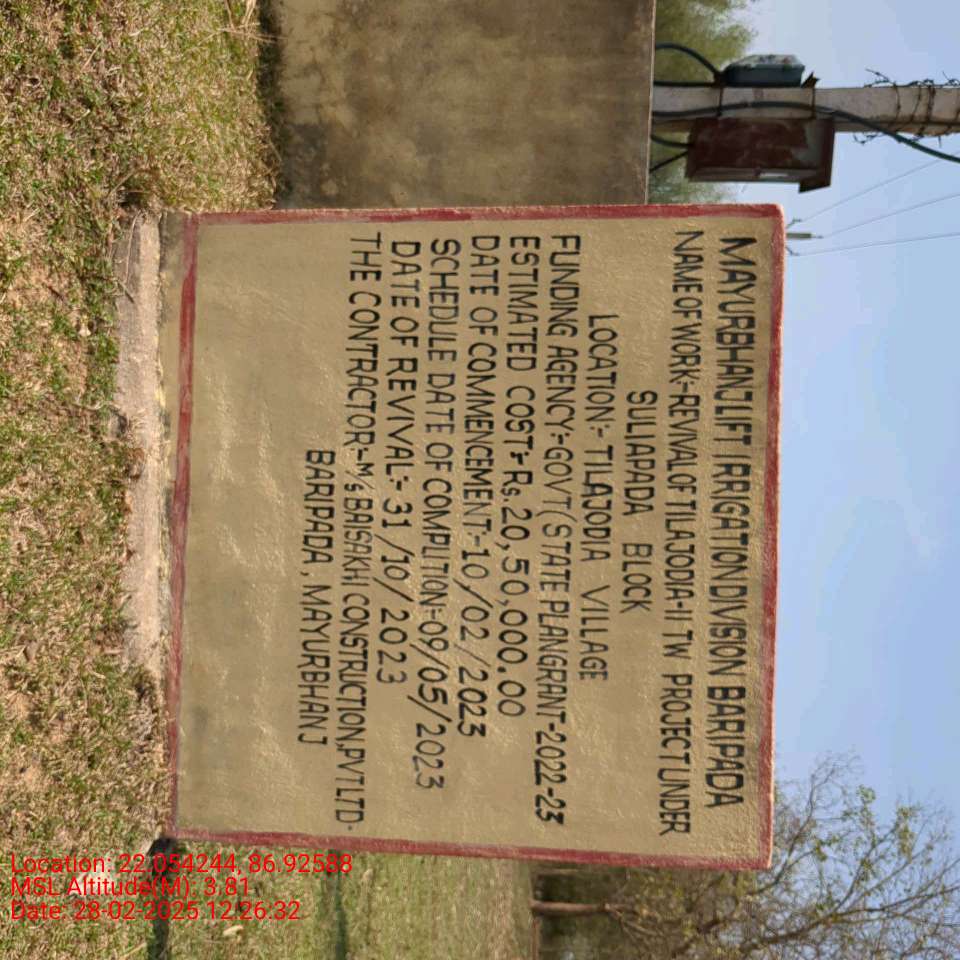 MAYURBHANJ LIFT IRRIGATION DIVISION BARIPADA
NAME OF WORK:-REVIVAL OF TILAJODIA-II TW PROJECT UNDER
SULIAPADA BLOCK
LOCATION:- TILAJODIA VILLAGE
FUNDING AGENCY:-GOVT(STATE PLANGRANT-2022-23
ESTIMATED COST:-Rs.20,50,000.00
DATE OF COMMENCEMENT:-10/02/2023
SCHEDULE DATE OF COMPLITION:-09/05/2023
DATE OF REVIVAL:- 31/10/2023
THE CONTRACTOR:-M/s BAISAKHI CONSTRUCTION,PVT LTD-
BARIPADA, MAYURBHANJ
Location: 22.054244, 86.92588
MSL Altitude(M): 3.81
Date: 28-02-2025 12:26:32